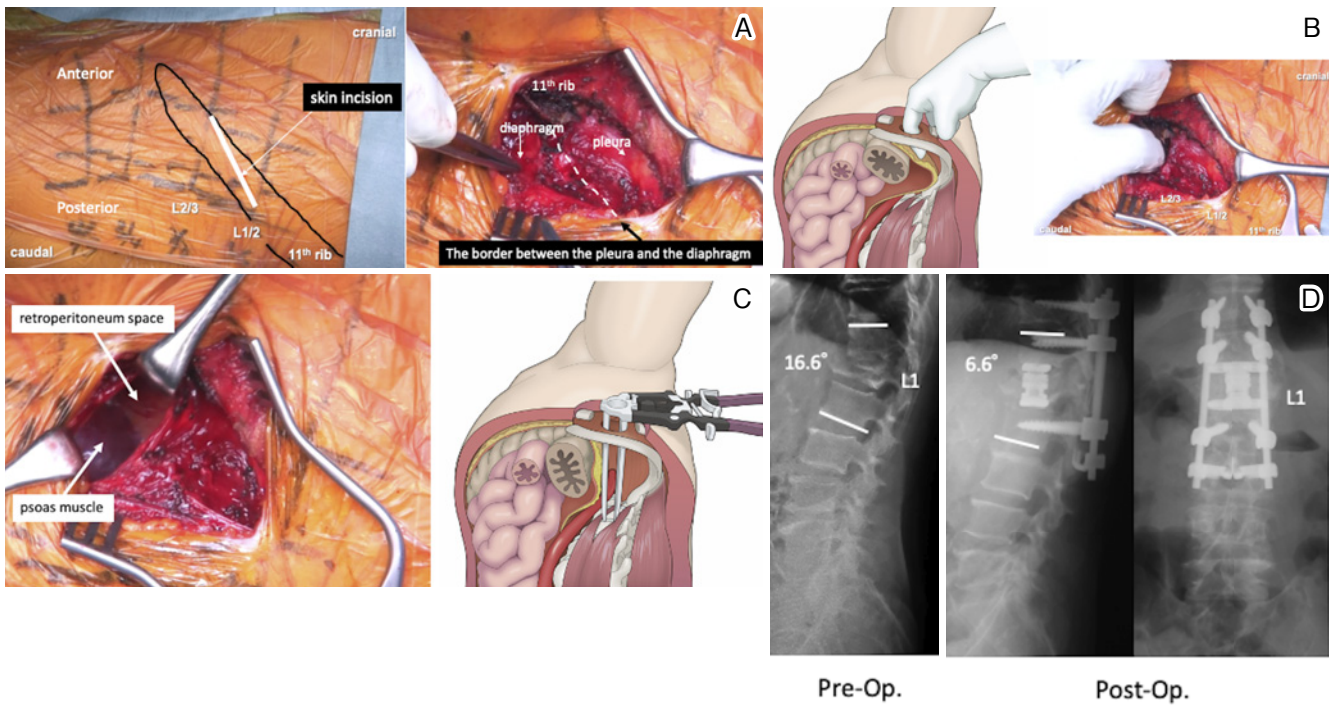 A
cranial
Anterior
skin incision
Posterior
L2/3
L1/2
caudal
11th rib
11th rib
diaphragm
pleura
The border between the pleura and the diaphragm
B
cranial
L2/3
L1/2
caudal
11th rib
retroperitoneum space
psoas muscle
C
D
16.6°
L1
6.6°
L1
Pre-Op.
Post-Op.